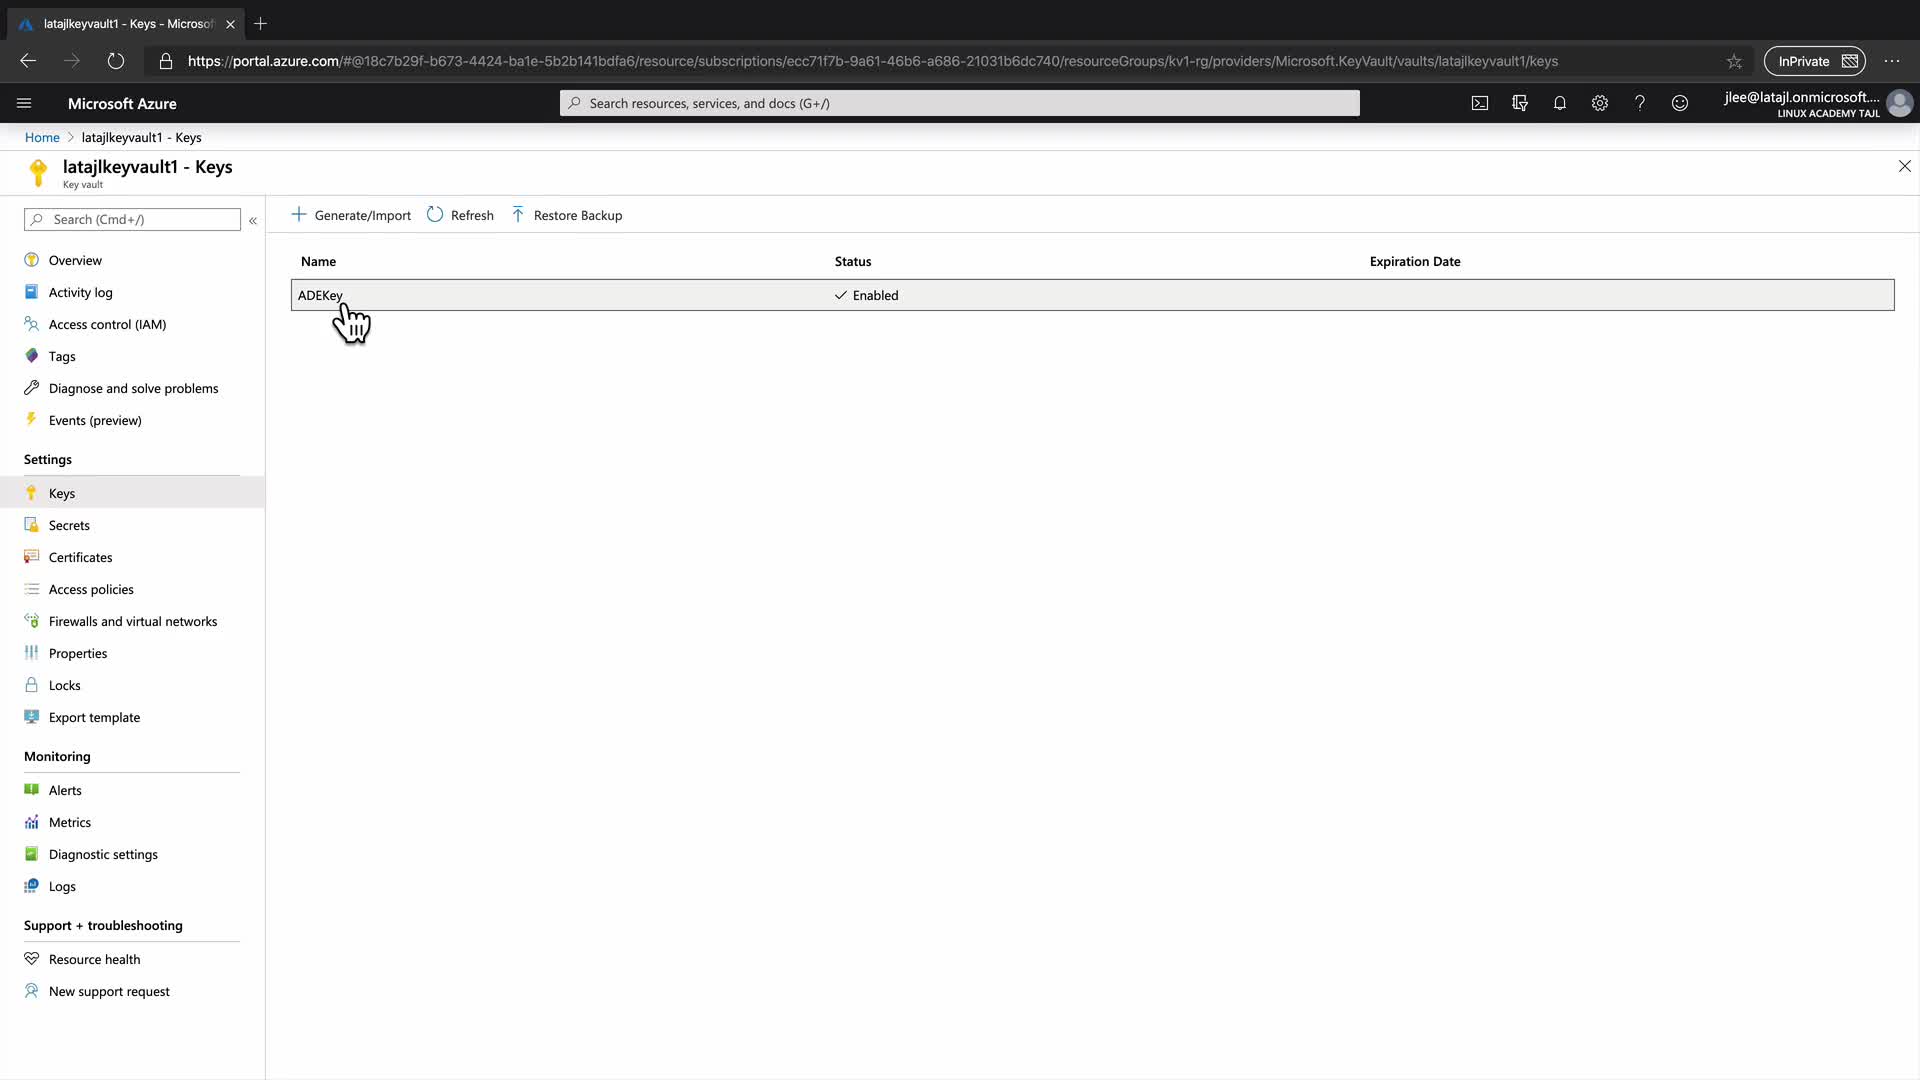 latajlkeyvault1 - Keys - Microsof
https://portal.azure.com/#@18c7b29f-b673-4424-ba1e-5b2b141bdfa6/resource/subscriptions/ecc71f7b-9a61-46b6-a686-21031b6dc740/resourceGroups/kv1-rg/providers/Microsoft.KeyVault/vaults/latajlkeyvault1/keys
InPrivate
Microsoft Azure
Search resources, services, and docs (G+/)
jlee@latajl.onmicrosoft....
LINUX ACADEMY TAJL
Home > latajlkeyvault1 - Keys
latajlkeyvault1 - Keys
Key vault
Search (Cmd+/)
«
Generate/Import
Refresh
Restore Backup
Name Status Expiration Date
ADEKey Enabled
Overview
Activity log
Access control (IAM)
Tags
Diagnose and solve problems
Events (preview)
Settings
Keys
Secrets
Certificates
Access policies
Firewalls and virtual networks
Properties
Locks
Export template
Monitoring
Alerts
Metrics
Diagnostic settings
Logs
Support + troubleshooting
Resource health
New support request